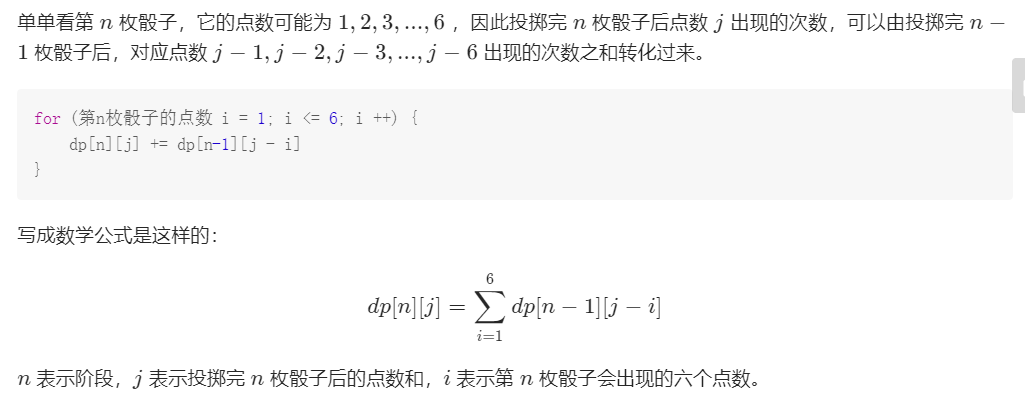 单单看第 n 枚骰子，它的点数可能为 1, 2, 3, ..., 6 ，因此投掷完 n 枚骰子后点数 j 出现的次数，可以由投掷完 n −
1 枚骰子后，对应点数 j − 1, j − 2, j − 3, ..., j − 6 出现的次数之和转化过来。
for (第n枚骰子的点数 i = 1; i <= 6; i ++) {
    dp[n][j] += dp[n-1][j - i]
}
写成数学公式是这样的：
dp[n][j] = \sum_{i=1}^{6} dp[n − 1][j − i]
n 表示阶段，j 表示投掷完 n 枚骰子后的点数和，i 表示第 n 枚骰子会出现的六个点数。